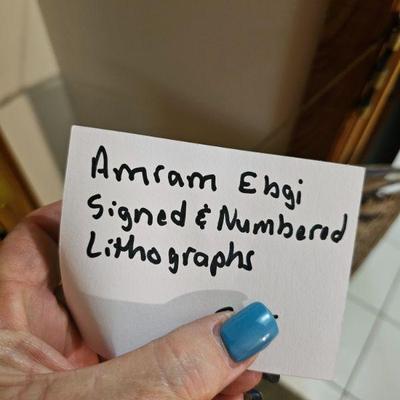 Amram Ebgi
Signed & Numbered
Lithographs